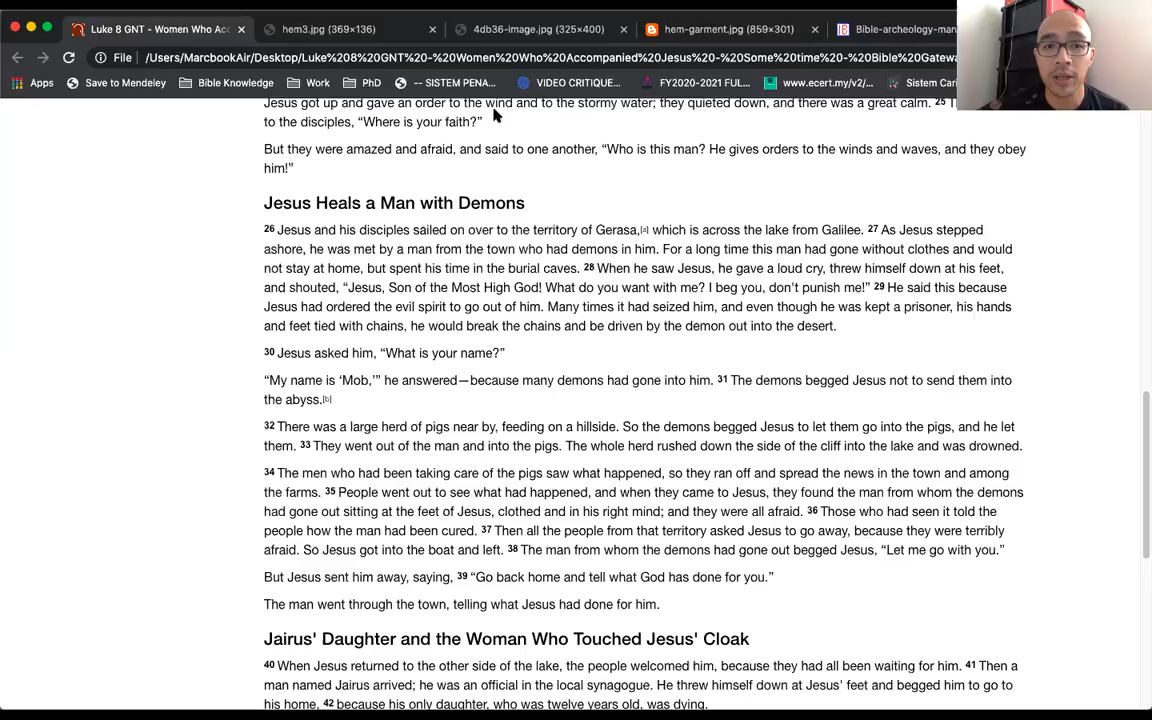 Luke 8 GNT - Women Who Acc
hem3.jpg (369×136)
4db36-image.jpg (325×400)
hem-garment.jpg (859×301)
Bible-archeology-man
File
/Users/MarcbookAir/Desktop/Luke%208%20GNT%20-%20Women%20Who%20Accompanied%20Jesus%20-%20Some%20time%20-%20Bible%20Gatewa
Apps
Save to Mendeley
Bible Knowledge
Work
PhD
-- SISTEM PENA...
VIDEO CRITIQUE...
FY2020-2021 FUL...
www.ecert.my/v2/...
Sistem Cari
Jesus got up and gave an order to the wind and to the stormy water; they quieted down, and there was a great calm. 25
to the disciples, “Where is your faith?”
But they were amazed and afraid, and said to one another, “Who is this man? He gives orders to the winds and waves, and they obey
him!”
Jesus Heals a Man with Demons
26 Jesus and his disciples sailed on over to the territory of Gerasa,[a] which is across the lake from Galilee. 27 As Jesus stepped
ashore, he was met by a man from the town who had demons in him. For a long time this man had gone without clothes and would
not stay at home, but spent his time in the burial caves. 28 When he saw Jesus, he gave a loud cry, threw himself down at his feet,
and shouted, “Jesus, Son of the Most High God! What do you want with me? I beg you, don't punish me!” 29 He said this because
Jesus had ordered the evil spirit to go out of him. Many times it had seized him, and even though he was kept a prisoner, his hands
and feet tied with chains, he would break the chains and be driven by the demon out into the desert.
30 Jesus asked him, “What is your name?”
“My name is ‘Mob,’” he answered—because many demons had gone into him. 31 The demons begged Jesus not to send them into
the abyss.[b]
32 There was a large herd of pigs near by, feeding on a hillside. So the demons begged Jesus to let them go into the pigs, and he let
them. 33 They went out of the man and into the pigs. The whole herd rushed down the side of the cliff into the lake and was drowned.
34 The men who had been taking care of the pigs saw what happened, so they ran off and spread the news in the town and among
the farms. 35 People went out to see what had happened, and when they came to Jesus, they found the man from whom the demons
had gone out sitting at the feet of Jesus, clothed and in his right mind; and they were all afraid. 36 Those who had seen it told the
people how the man had been cured. 37 Then all the people from that territory asked Jesus to go away, because they were terribly
afraid. So Jesus got into the boat and left. 38 The man from whom the demons had gone out begged Jesus, “Let me go with you.”
But Jesus sent him away, saying, 39 “Go back home and tell what God has done for you.”
The man went through the town, telling what Jesus had done for him.
Jairus' Daughter and the Woman Who Touched Jesus' Cloak
40 When Jesus returned to the other side of the lake, the people welcomed him, because they had all been waiting for him. 41 Then a
man named Jairus arrived; he was an official in the local synagogue. He threw himself down at Jesus' feet and begged him to go to
his home, 42 because his only daughter, who was twelve years old, was dying.